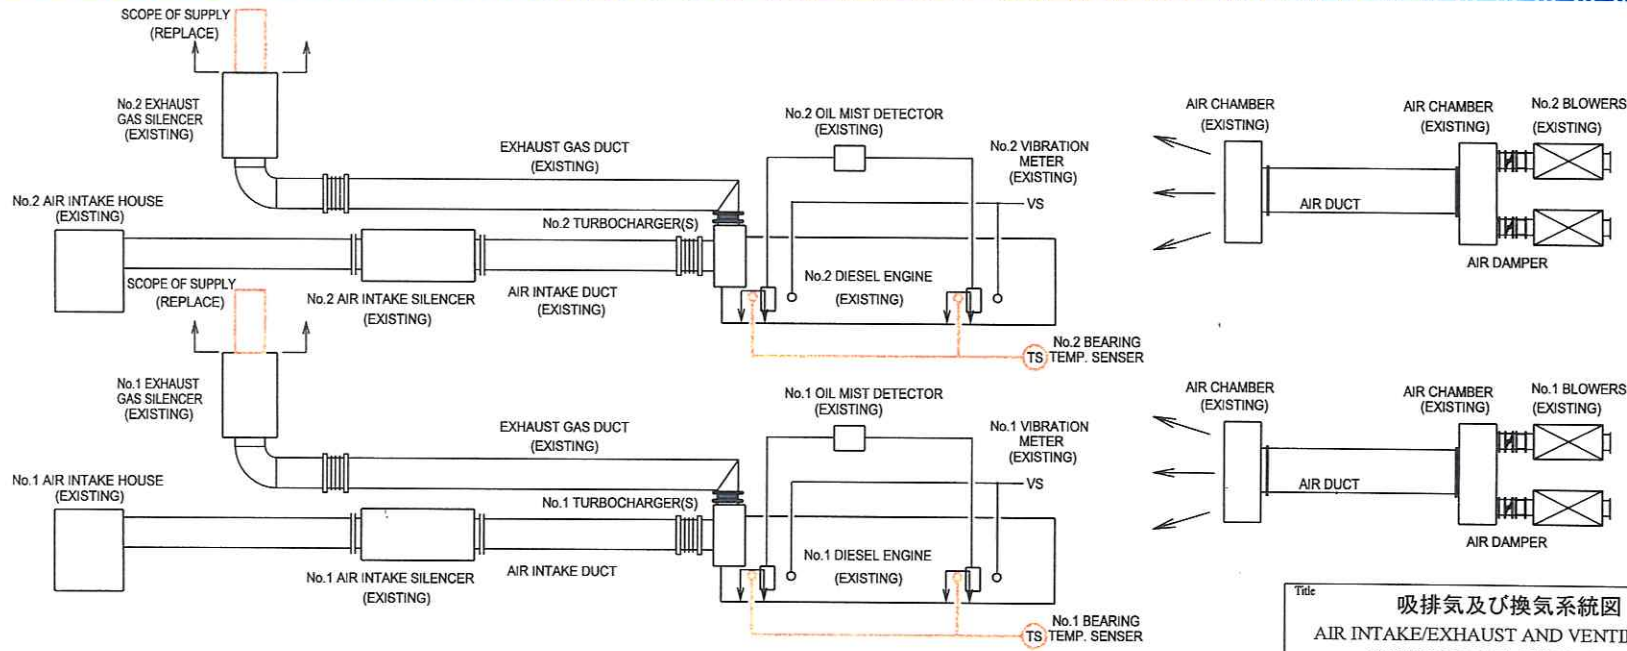 SCOPE OF SUPPLY
(REPLACE)
No.2 EXHAUST
GAS SILENCER
(EXISTING)
EXHAUST GAS DUCT
(EXISTING)
No.2 OIL MIST DETECTOR
(EXISTING)
No.2 VIBRATION
METER
(EXISTING)
VS
No.2 AIR INTAKE HOUSE
(EXISTING)
No.2 TURBOCHARGER(S)
No.2 DIESEL ENGINE
(EXISTING)
No.2 AIR INTAKE SILENCER
(EXISTING)
AIR INTAKE DUCT
(EXISTING)
TS
No.2 BEARING
TEMP. SENSER
AIR CHAMBER
(EXISTING)
AIR CHAMBER
(EXISTING)
No.2 BLOWERS
(EXISTING)
AIR DUCT
AIR DAMPER
SCOPE OF SUPPLY
(REPLACE)
No.1 EXHAUST
GAS SILENCER
(EXISTING)
EXHAUST GAS DUCT
(EXISTING)
No.1 OIL MIST DETECTOR
(EXISTING)
No.1 VIBRATION
METER
(EXISTING)
VS
No.1 AIR INTAKE HOUSE
(EXISTING)
No.1 TURBOCHARGER(S)
No.1 DIESEL ENGINE
(EXISTING)
No.1 AIR INTAKE SILENCER
(EXISTING)
AIR INTAKE DUCT
TS
No.1 BEARING
TEMP. SENSER
AIR CHAMBER
(EXISTING)
AIR CHAMBER
(EXISTING)
No.1 BLOWERS
(EXISTING)
AIR DUCT
AIR DAMPER
Title
吸排気及び換気系統図
AIR INTAKE/EXHAUST AND